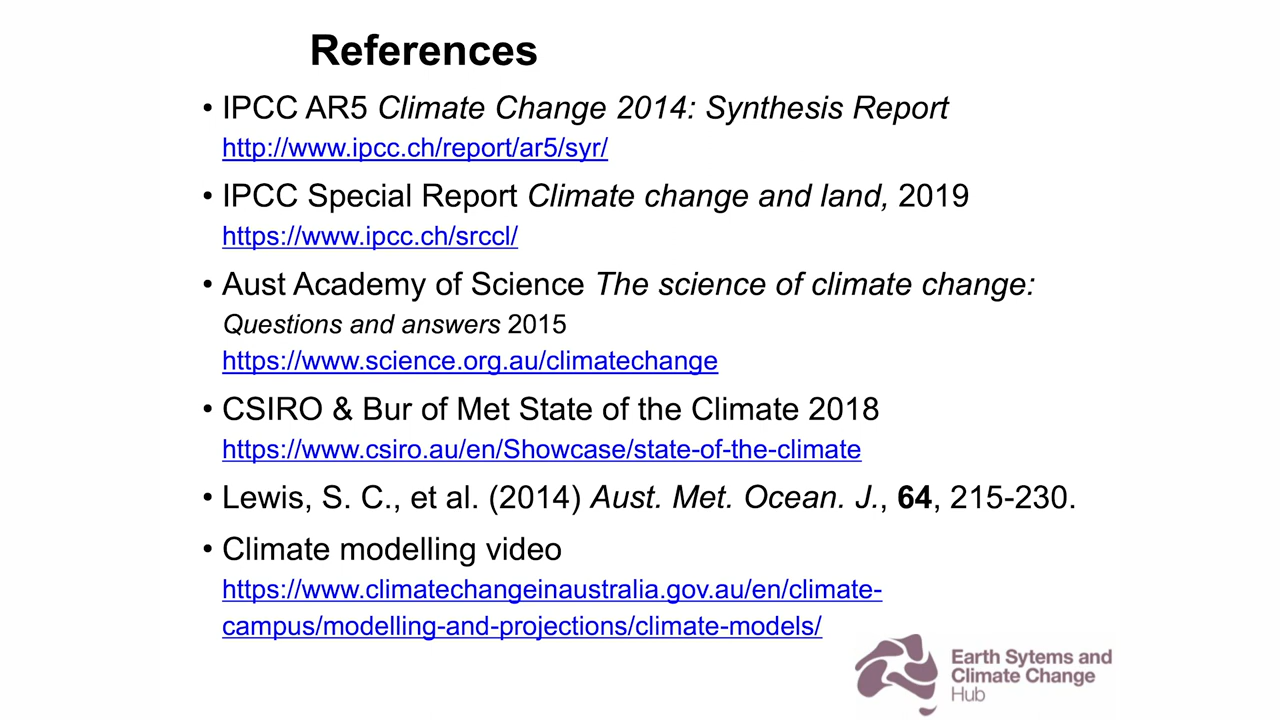 References
• IPCC AR5 Climate Change 2014: Synthesis Report
http://www.ipcc.ch/report/ar5/syr/
• IPCC Special Report Climate change and land, 2019
https://www.ipcc.ch/srccl/
• Aust Academy of Science The science of climate change:
Questions and answers 2015
https://www.science.org.au/climatechange
• CSIRO & Bur of Met State of the Climate 2018
https://www.csiro.au/en/Showcase/state-of-the-climate
• Lewis, S. C., et al. (2014) Aust. Met. Ocean. J., 64, 215-230.
• Climate modelling video
https://www.climatechangeinaustralia.gov.au/en/climate-
campus/modelling-and-projections/climate-models/
Earth Sytems and
Climate Change
Hub